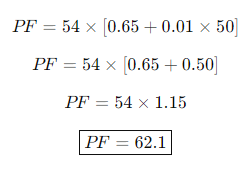 PF = 54 × [0.65 + 0.01 × 50]
PF = 54 × [0.65 + 0.50]
PF = 54 × 1.15
PF = 62.1